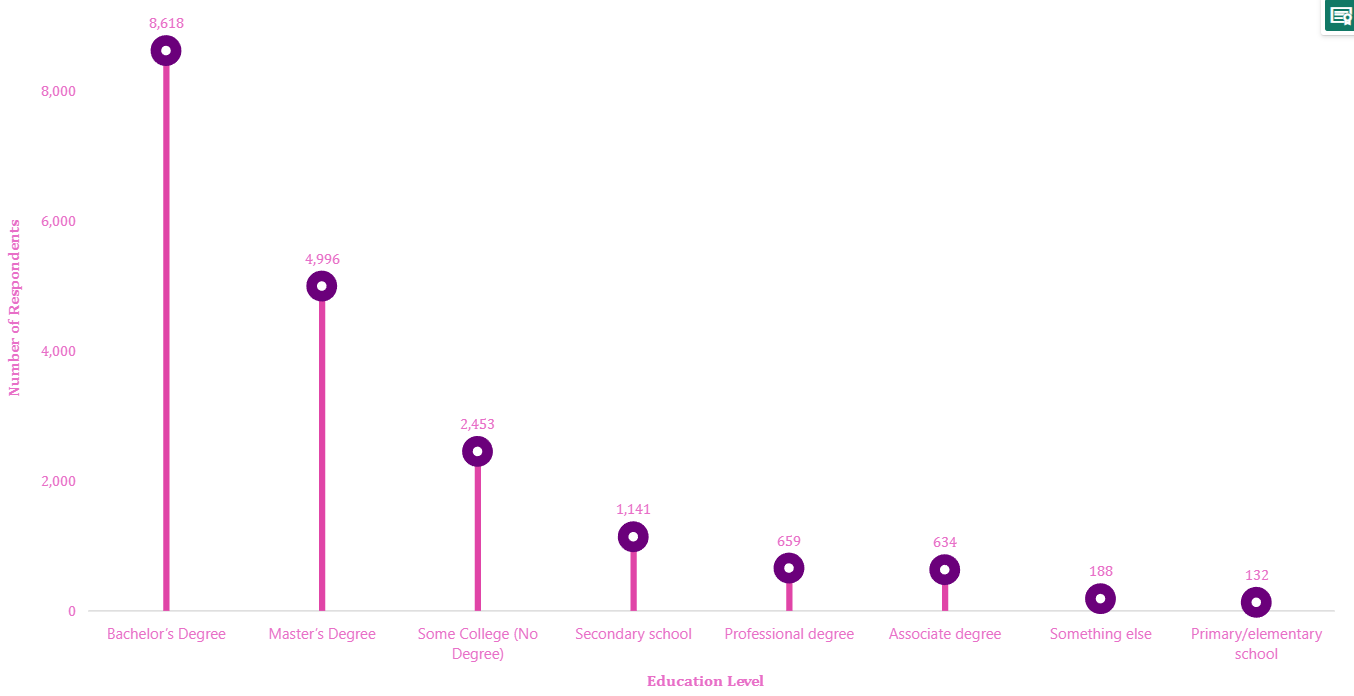 8,618
8,000
6,000
4,996
4,000
2,453
2,000
1,141
659
634
188
132
0
Number of Respondents
Bachelor’s Degree
Master’s Degree
Some College (No
Degree)
Secondary school
Professional degree
Associate degree
Something else
Primary/elementary
school
Education Level